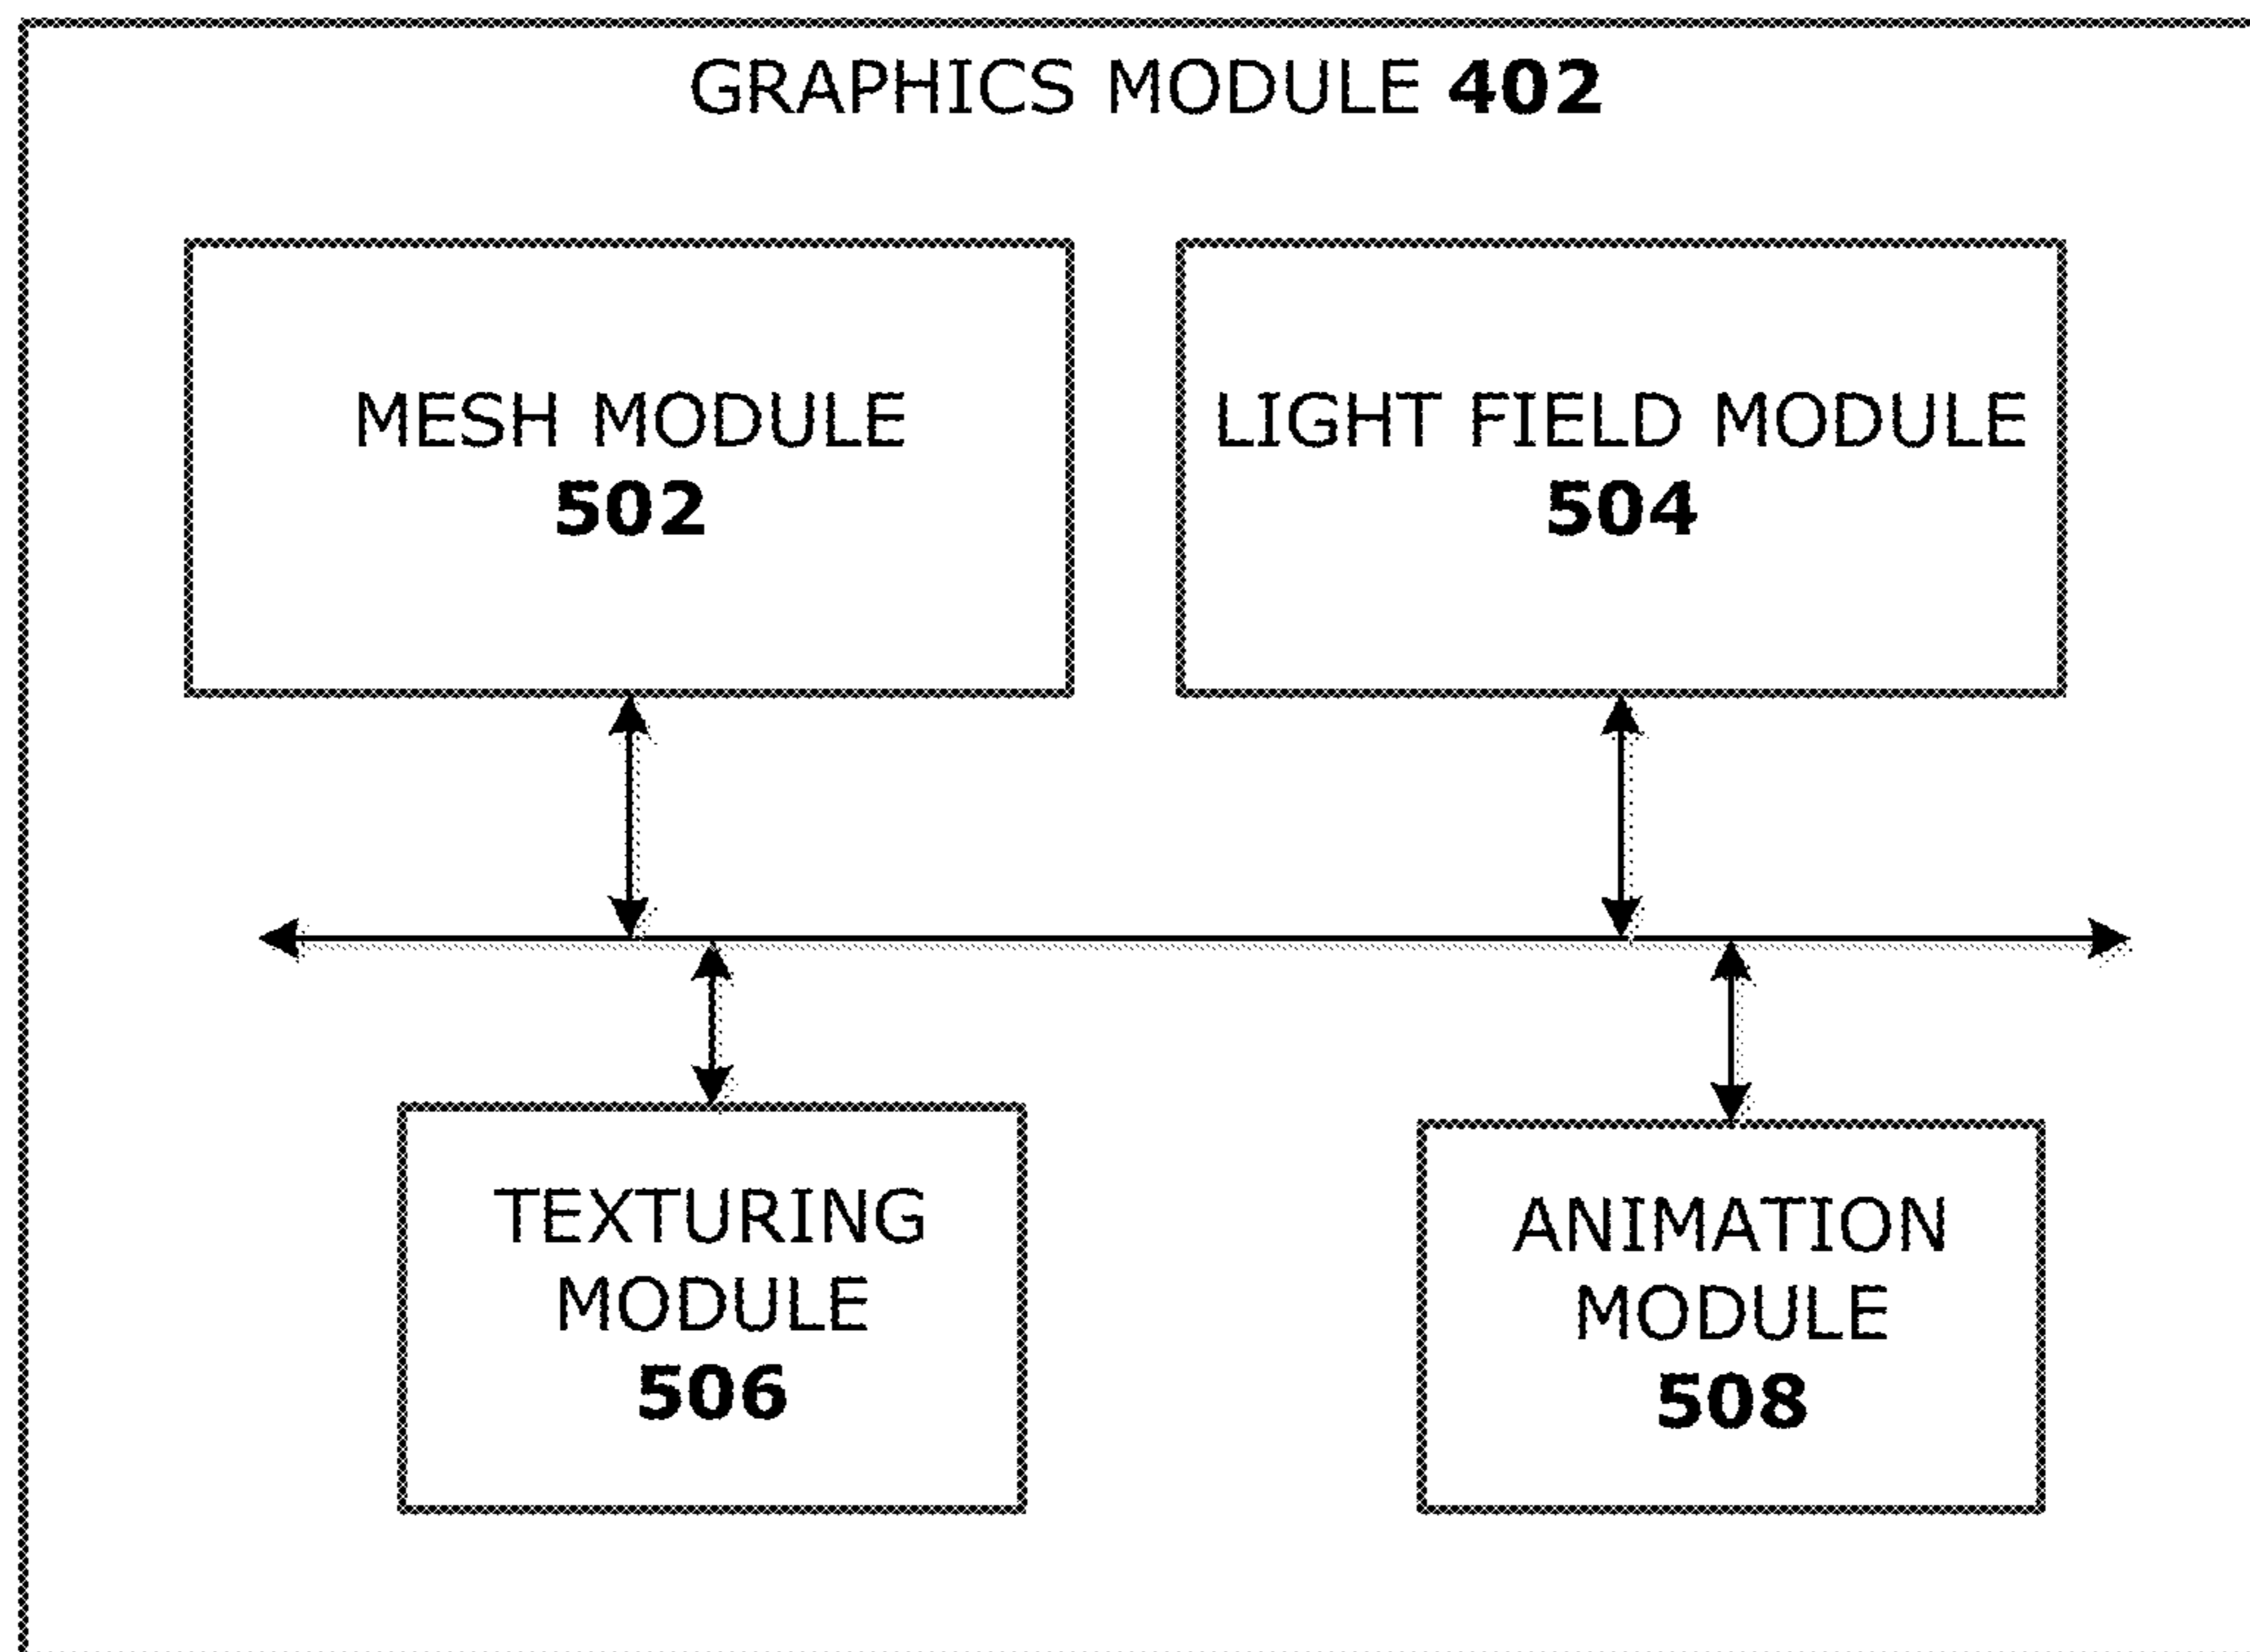 GRAPHICS MODULE 402
MESH MODULE
502
LIGHT FIELD MODULE
504
TEXTURING
MODULE
506
ANIMATION
MODULE
508